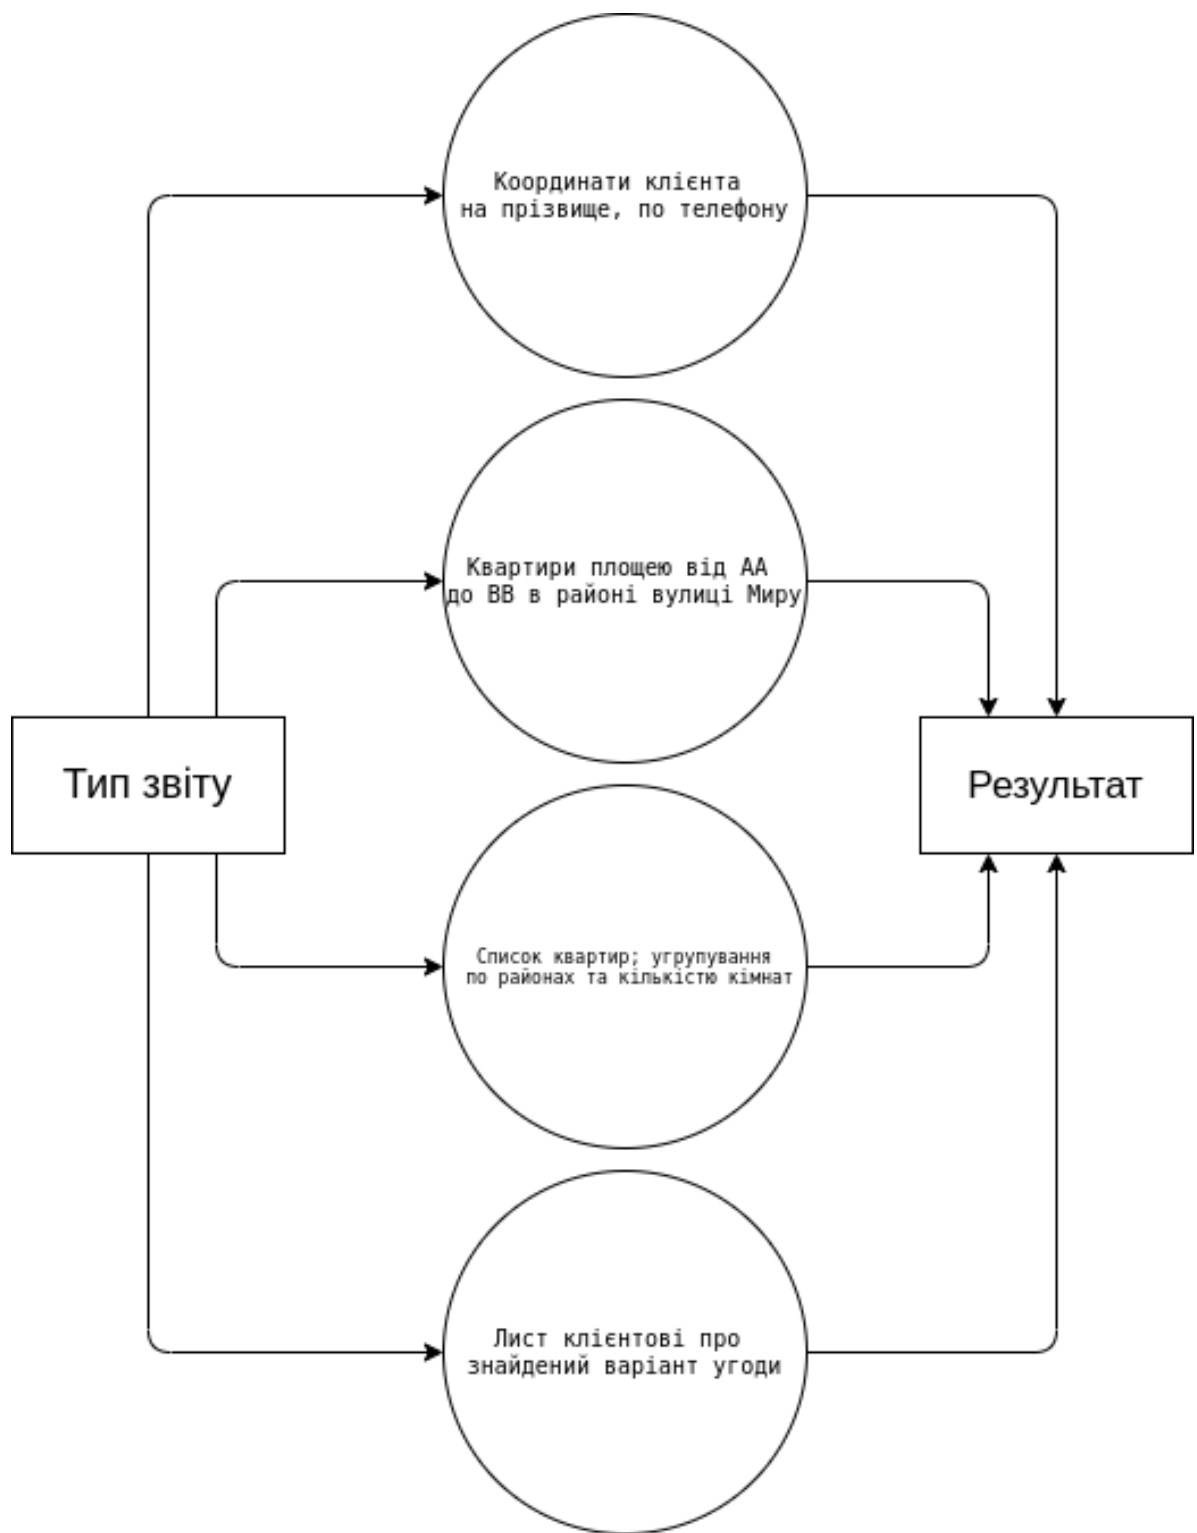 Координати клієнта
на прізвище, по телефону
Квартири площею від АА
до ВВ в районі вулиці Миру
Тип звіту
Результат
Список квартир; угрупування
по районах та кількістю кімнат
Лист клієнтові про
знайдений варіант угоди